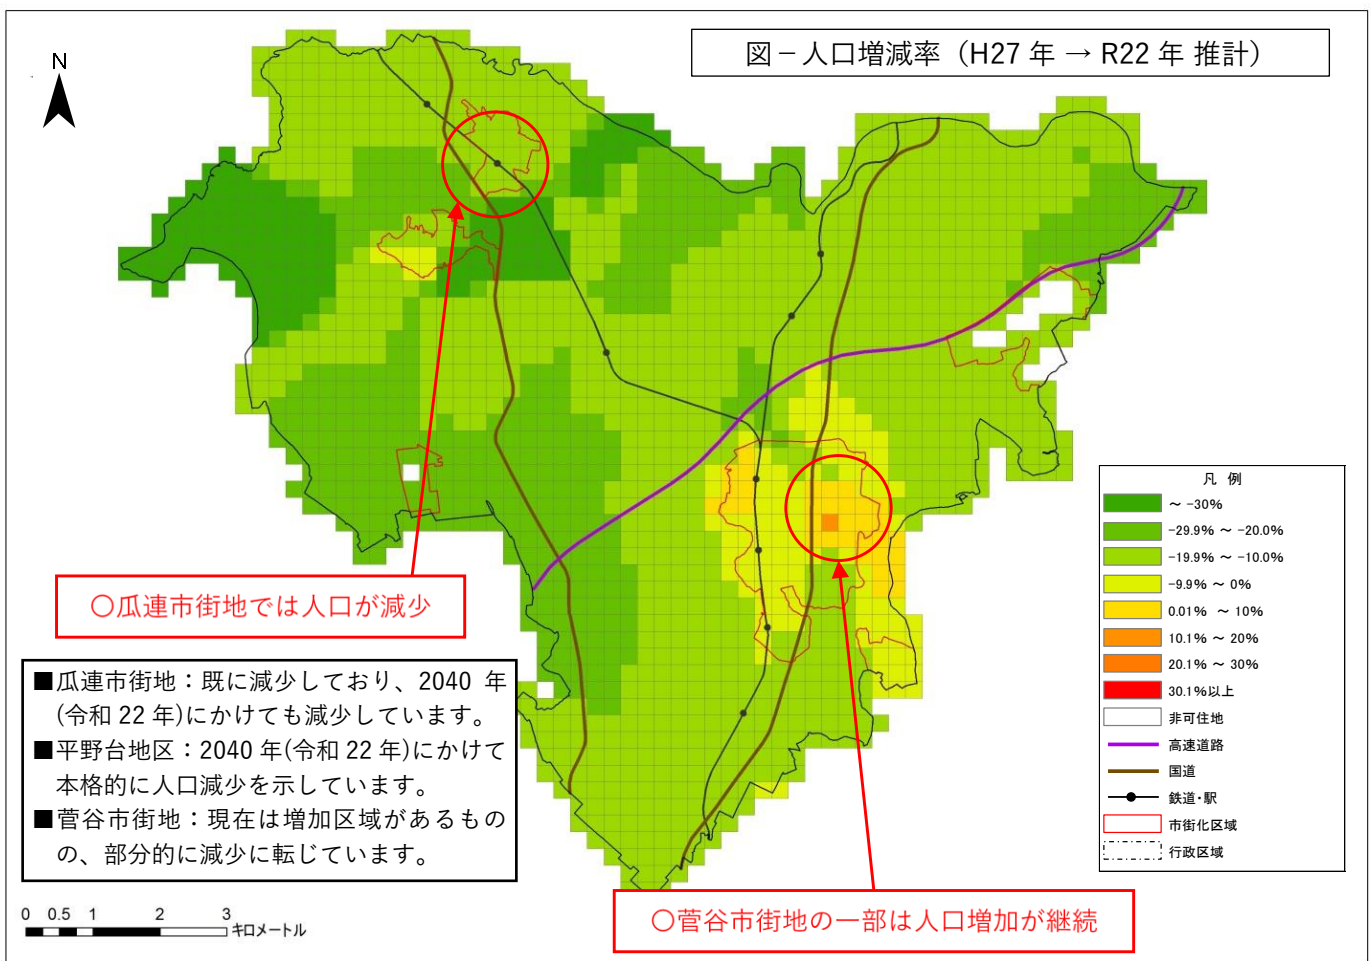 図－人口増減率（H27 年 → R22 年 推計）
N
〇瓜連市街地では人口が減少
■瓜連市街地：既に減少しており、2040 年
(令和 22 年)にかけても減少しています。
■平野台地区：2040 年(令和 22 年)にかけて
本格的に人口減少を示しています。
■菅谷市街地：現在は増加区域があるもの
の、部分的に減少に転じています。
凡 例
～ -30%
-29.9% ～ -20.0%
-19.9% ～ -10.0%
-9.9% ～ 0%
0.01% ～ 10%
10.1% ～ 20%
20.1% ～ 30%
30.1%以上
非可住地
高速道路
国道
鉄道・駅
市街化区域
行政区域
〇菅谷市街地の一部は人口増加が継続
0 0.5 1 2 3
キロメートル